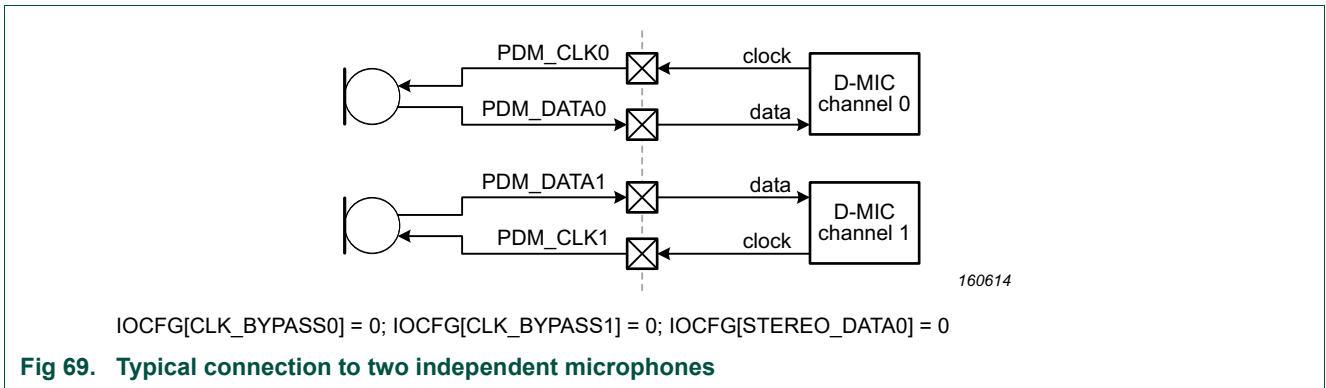 PDM_CLK0
clock
D-MIC
channel 0
PDM_DATA0
data
PDM_DATA1
data
D-MIC
channel 1
PDM_CLK1
clock
160614
IOCFG[CLK_BYPASS0] = 0; IOCFG[CLK_BYPASS1] = 0; IOCFG[STEREO_DATA0] = 0
Fig 69. Typical connection to two independent microphones